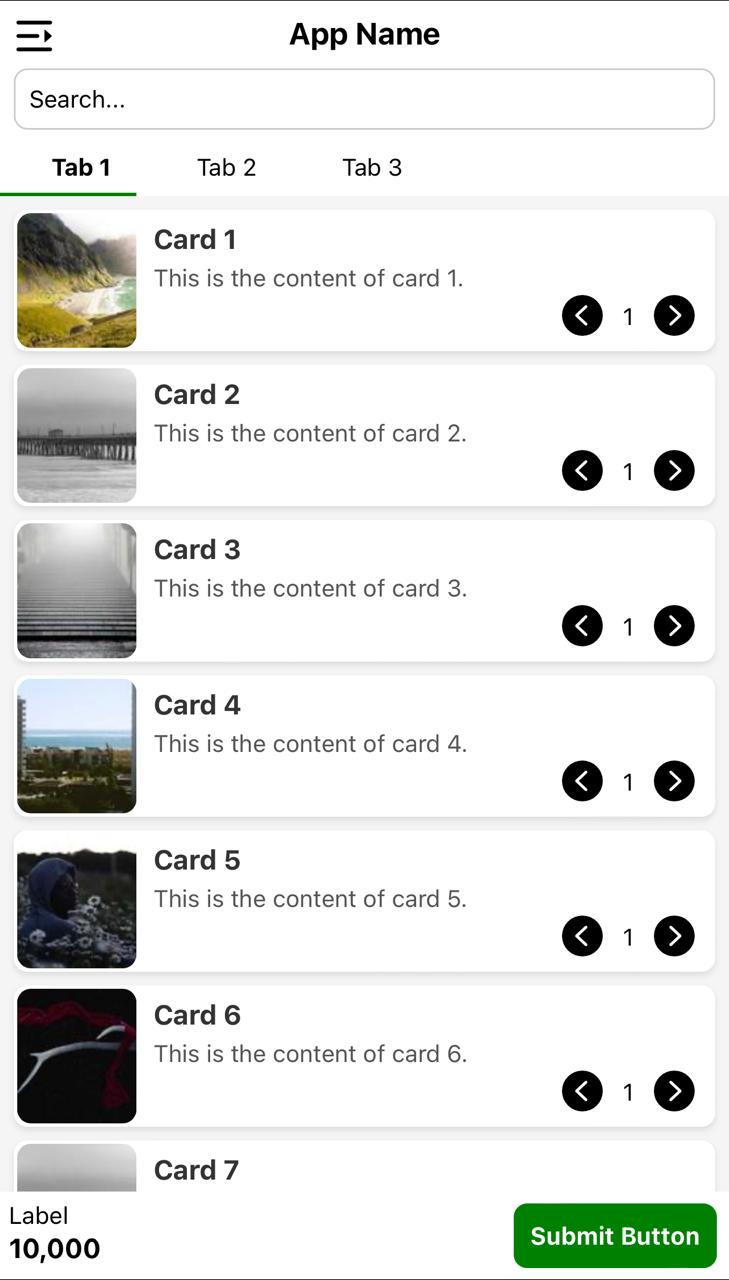 App Name
Search...
Tab 1 Tab 2 Tab 3
Card 1
This is the content of card 1.
1
Card 2
This is the content of card 2.
1
Card 3
This is the content of card 3.
1
Card 4
This is the content of card 4.
1
Card 5
This is the content of card 5.
1
Card 6
This is the content of card 6.
1
Card 7
Label
10,000
Submit Button